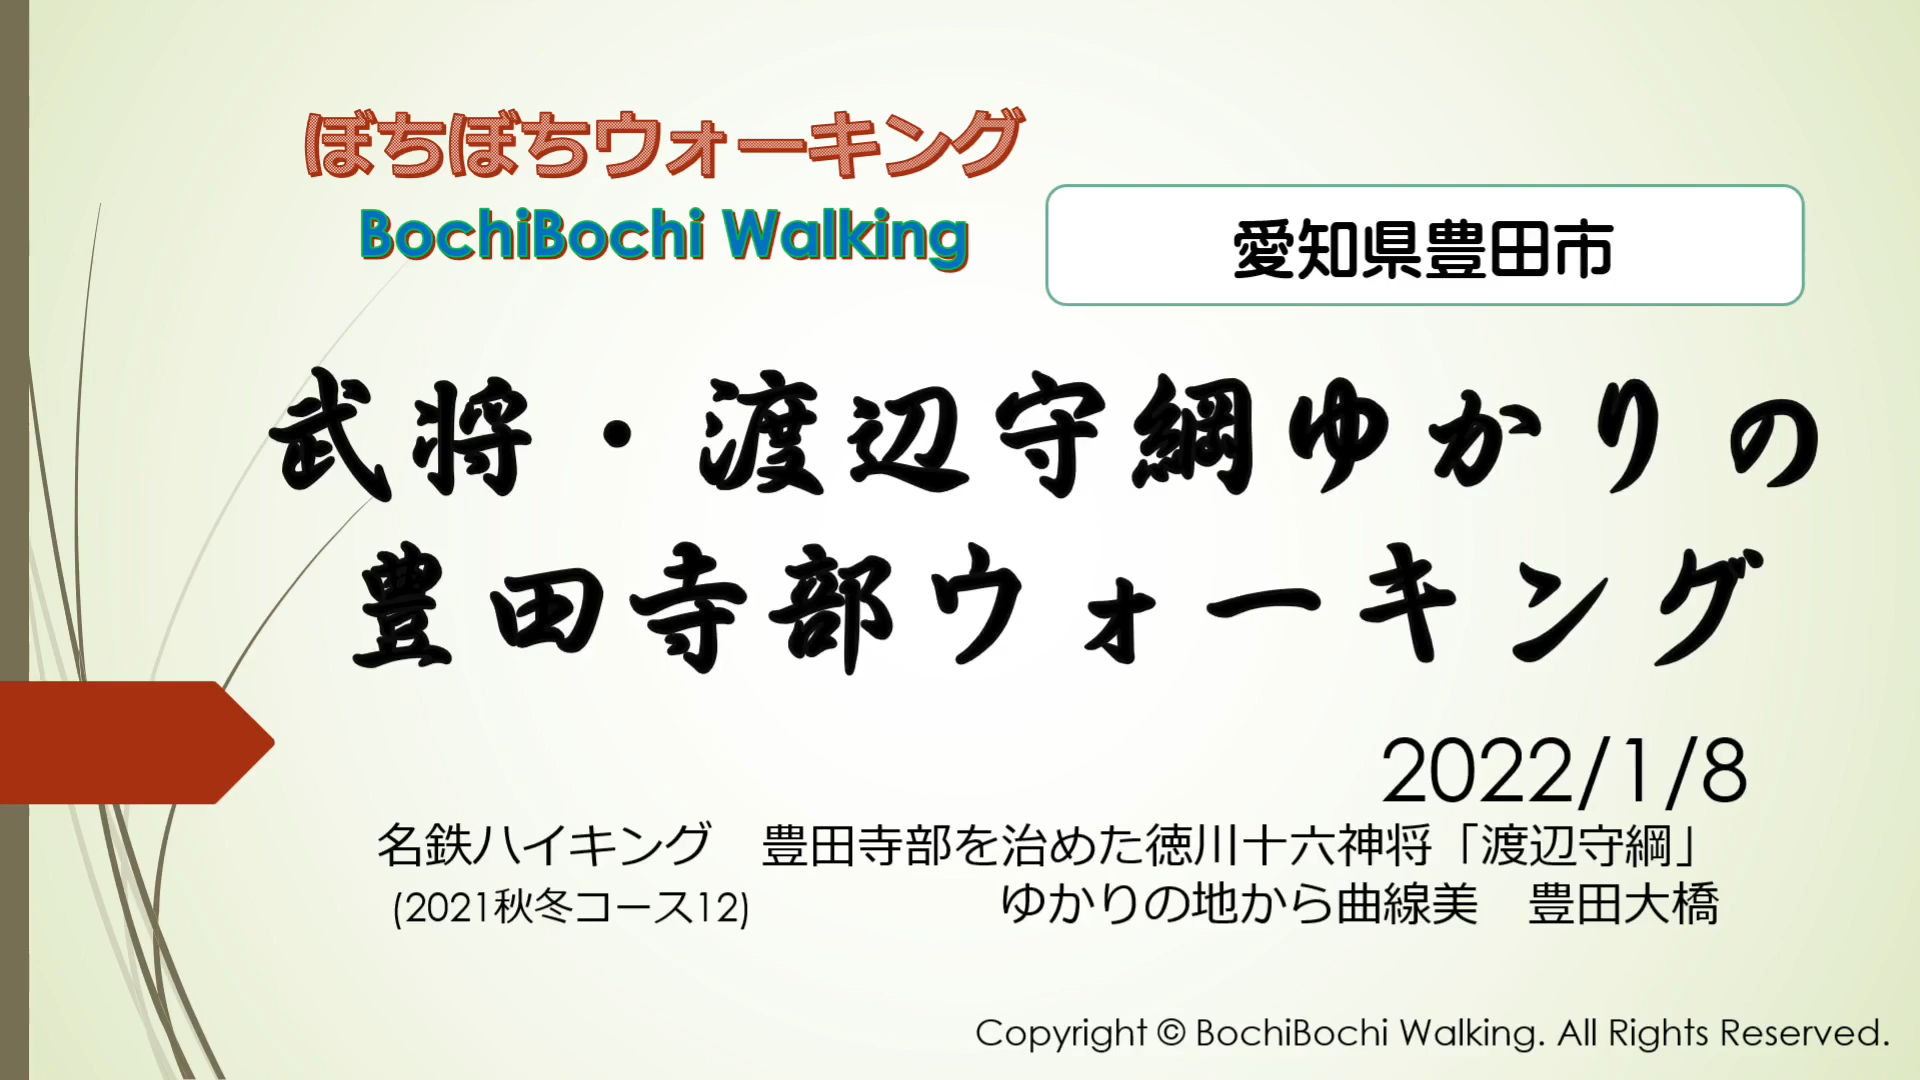 ぼちぼちウォーキング
BochiBochi Walking
愛知県豊田市
武将・渡辺守綱ゆかりの
豊田寺部ウォーキング
2022/1/8
名鉄ハイキング　豊田寺部を治めた徳川十六神将「渡辺守綱」
(2021秋冬コース12)　ゆかりの地から曲線美　豊田大橋
Copyright © BochiBochi Walking. All Rights Reserved.